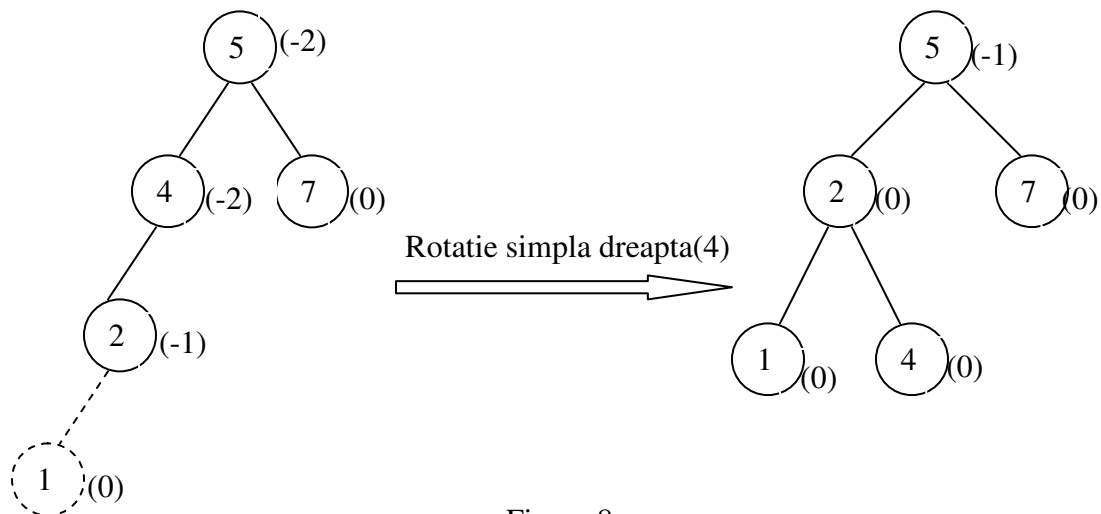 5 (-2)
5 (-1)
4 (-2) 7 (0)
2 (0) 7 (0)
Rotatie simpla dreapta(4)
2 (-1)
1 (0) 4 (0)
1 (0)